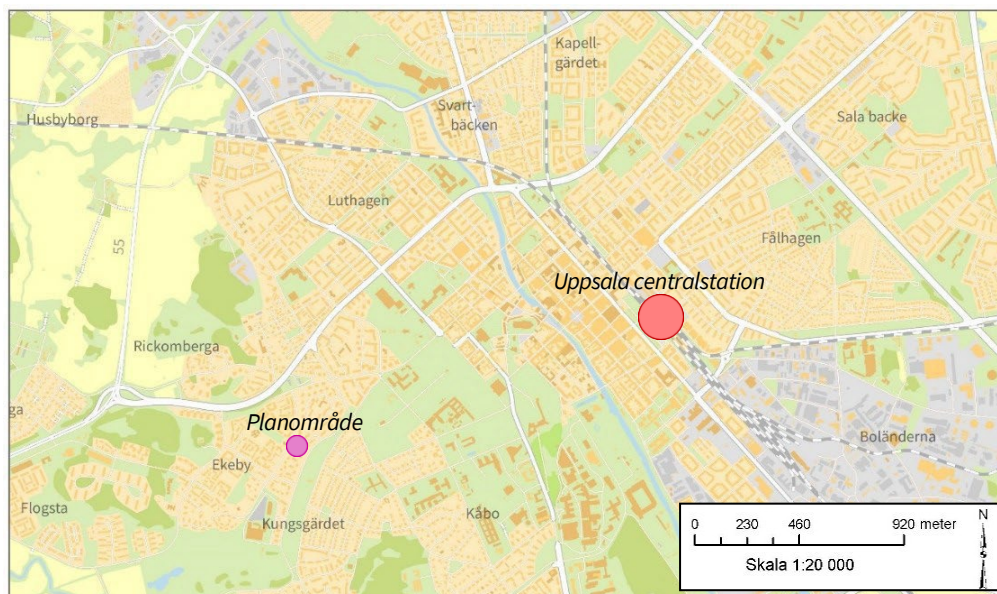 Kapell-
gärdet
Husbyborg
Svart-
bäcken
Sala backe
Luthagen
55
Fålhagen
Uppsala centralstation
Rickomberga
ga
Planområde
Ekeby
Boländerna
Flogsta
Kungsgärdet
Kåbo
N
0 230 460 920 meter
Skala 1:20 000